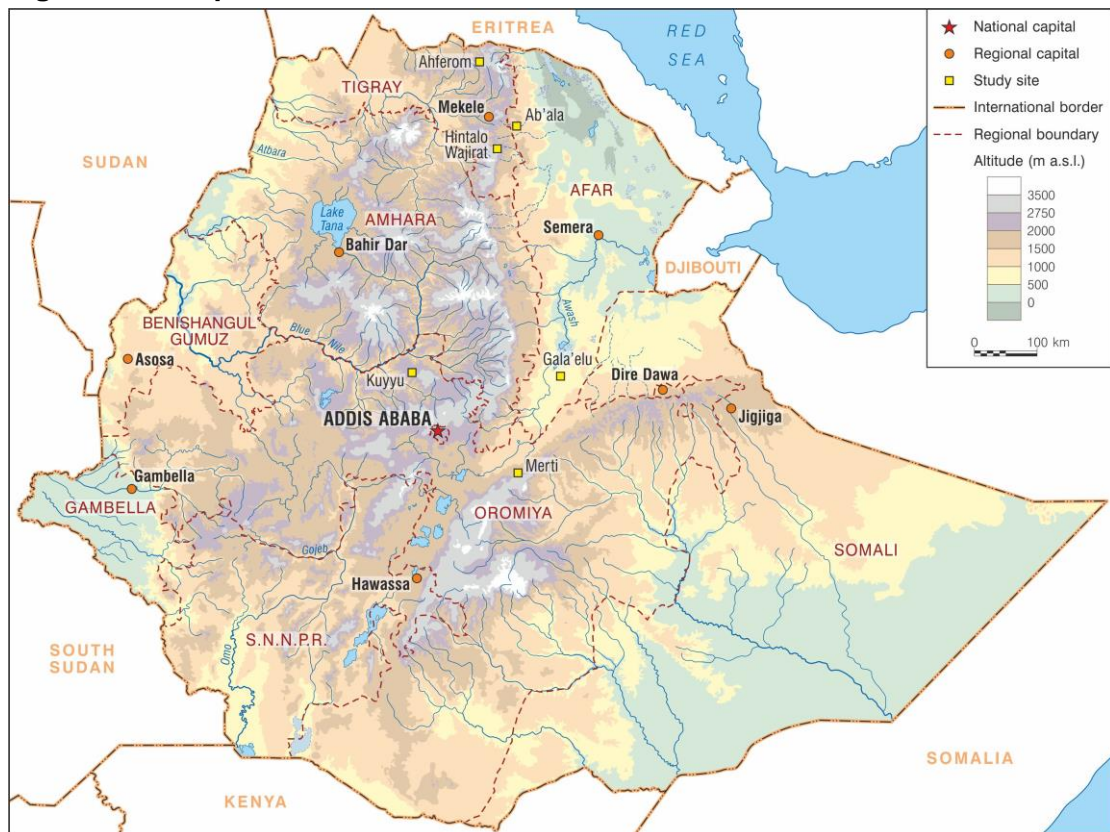 ERITREA
RED
SEA
National capital
Regional capital
Study site
International border
Regional boundary
Altitude (m a.s.l.)
3500
2750
2000
1500
1000
500
0
0 100 km
Ahferom
TIGRAY
Mekele
Ab'ala
Hintalo
Wajirat
SUDAN
Atbara
AFAR
Lake
Tana
AMHARA
Bahir Dar
Semera
DJIBOUTI
BENISHANGUL
GUMUZ
Blue
Nile
Awash
Asosa
Kuyyu
Gala'elu
Dire Dawa
Jigjiga
ADDIS ABABA
Merti
Gambella
GAMBELLA
OROMIYA
Gojeb
SOMALI
Hawassa
S.N.N.P.R.
Omo
SOUTH
SUDAN
SOMALIA
KENYA